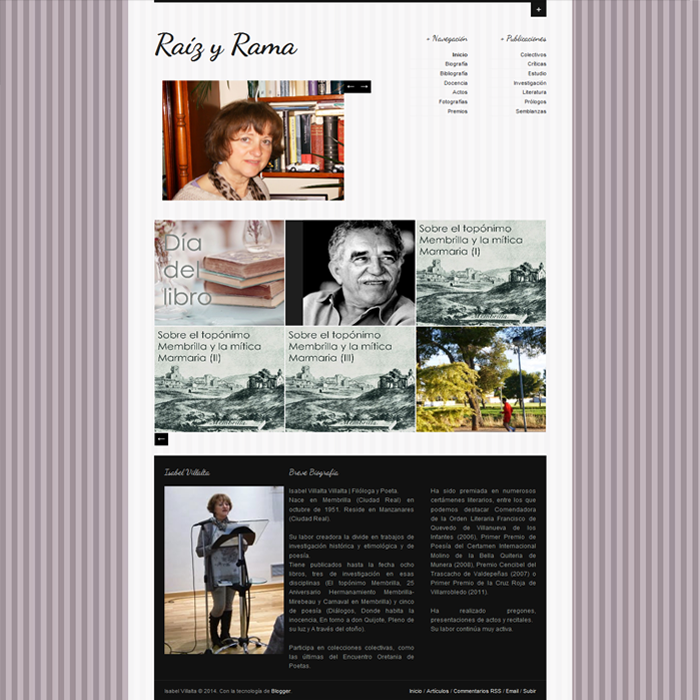 +
Raíz y Rama
+ Navegación
Inicio
Biografía
Bibliografía
Docencia
Actos
Fotografías
Premios
+ Publicaciones
Colectivos
Críticas
Estudio
Investigación
Literatura
Prólogos
Semblanzas
Día
del
libro
Sobre el topónimo
Membrilla y la mítica
Marmaria (I)
Membrilla
Sobre el topónimo
Membrilla y la mítica
Marmaria (II)
Sobre el topónimo
Membrilla y la mítica
Marmaria (III)
Isabel Villalta
Breve Biografía
Isabel Villalta Villalta | Filóloga y Poeta.
Nace en Membrilla (Ciudad Real) en
octubre de 1951. Reside en Manzanares
(Ciudad Real).
Su labor creadora la divide en trabajos de
investigación histórica y etimológica y de
poesía.
Tiene publicados hasta la fecha ocho
libros, tres de investigación en esas
disciplinas (El topónimo Membrilla, 25
Aniversario Hermanamiento Membrilla-
Mirebeau y Carnaval en Membrilla) y cinco
de poesía (Diálogos, Donde habita la
inocencia, En torno a don Quijote, Pleno de
su luz y A través del otoño).
Participa en colecciones colectivas, como
las últimas del Encuentro Oretania de
Poetas.
Ha sido premiada en numerosos
certámenes literarios, entre los que
podemos destacar Comendadora
de la Orden Literaria Francisco de
Quevedo de Villanueva de los
Infantes (2006), Primer Premio de
Poesía del Certamen Internacional
Molino de la Bella Quiteria de
Munera (2006), Premio Cencibel del
Trascacho de Valdepeñas (2007) o
Primer Premio de la Cruz Roja de
Villarrobledo (2011).
Ha realizado pregones,
presentaciones de actos y recitales.
Su labor continúa muy activa.
Isabel Villalta © 2014. Con la tecnología de Blogger.
Inicio / Artículos / Commentarios RSS / Email / Subir